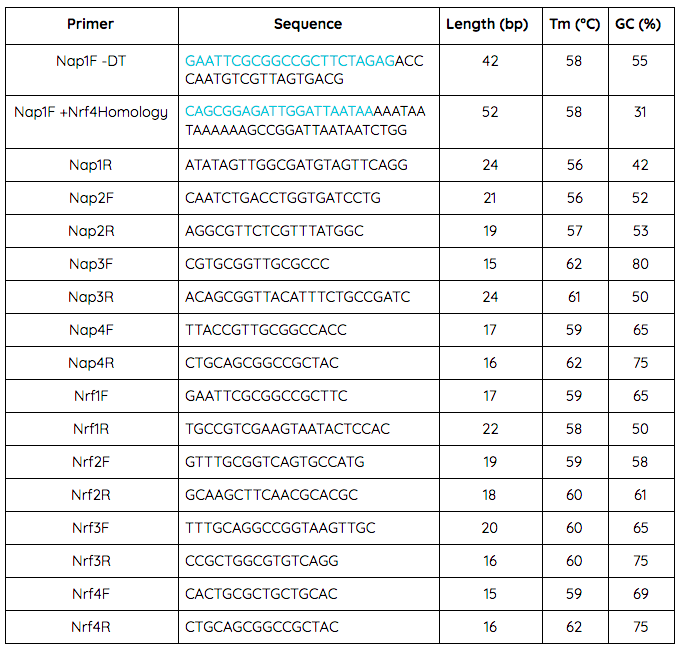 Primer Sequence Length (bp) Tm (°C) GC (%)
Nap1F -DT GAATTCGCGGCCGCTTCTAGAGACC 42 58 55
CAATGTCGTTAGTGACG
Nap1F +Nrf4Homology CAGCGGAGATTGGATTAATAAAAATAA 52 58 31
TAAAAAAGCCGGATTAATAATCTGG
Nap1R ATATAGTTGGCGATGTAGTTCAGG 24 56 42
Nap2F CAATCTGACCTGGTGATCCTG 21 56 52
Nap2R AGGCGTTCTCGTTTATGGC 19 57 53
Nap3F CGTGCGGTTGCGCCC 15 62 80
Nap3R ACAGCGGTTACATTTCTGCCGATC 24 61 50
Nap4F TTACCGTTGCGGCCACC 17 59 65
Nap4R CTGCAGCGGCCGCTAC 16 62 75
Nrf1F GAATTCGCGGCCGCTTC 17 59 65
Nrf1R TGCCGTCGAAGTAATACTCCAC 22 58 50
Nrf2F GTTTGCGGTCAGTGCCATG 19 59 58
Nrf2R GCAAGCTTCAACGCACGC 18 60 61
Nrf3F TTTGCAGGCCGGTAAGTTGC 20 60 65
Nrf3R CCGCTGGCGTGTCAGG 16 60 75
Nrf4F CACTGCGCTGCTGCAC 15 59 69
Nrf4R CTGCAGCGGCCGCTAC 16 62 75